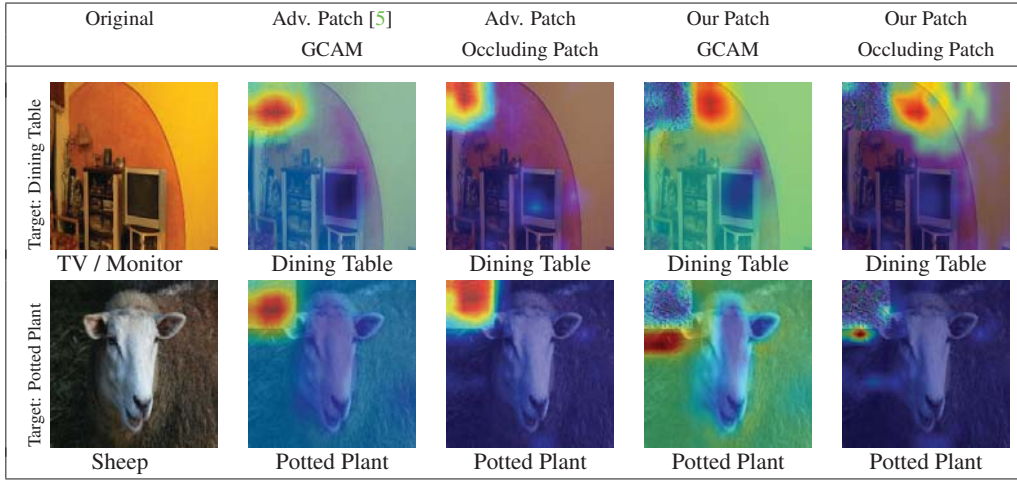 Original Adv. Patch [5] Adv. Patch Our Patch Our Patch
GCAM Occluding Patch GCAM Occluding Patch
Target: Dining Table
TV / Monitor Dining Table Dining Table Dining Table Dining Table
Target: Potted Plant
Sheep Potted Plant Potted Plant Potted Plant Potted Plant